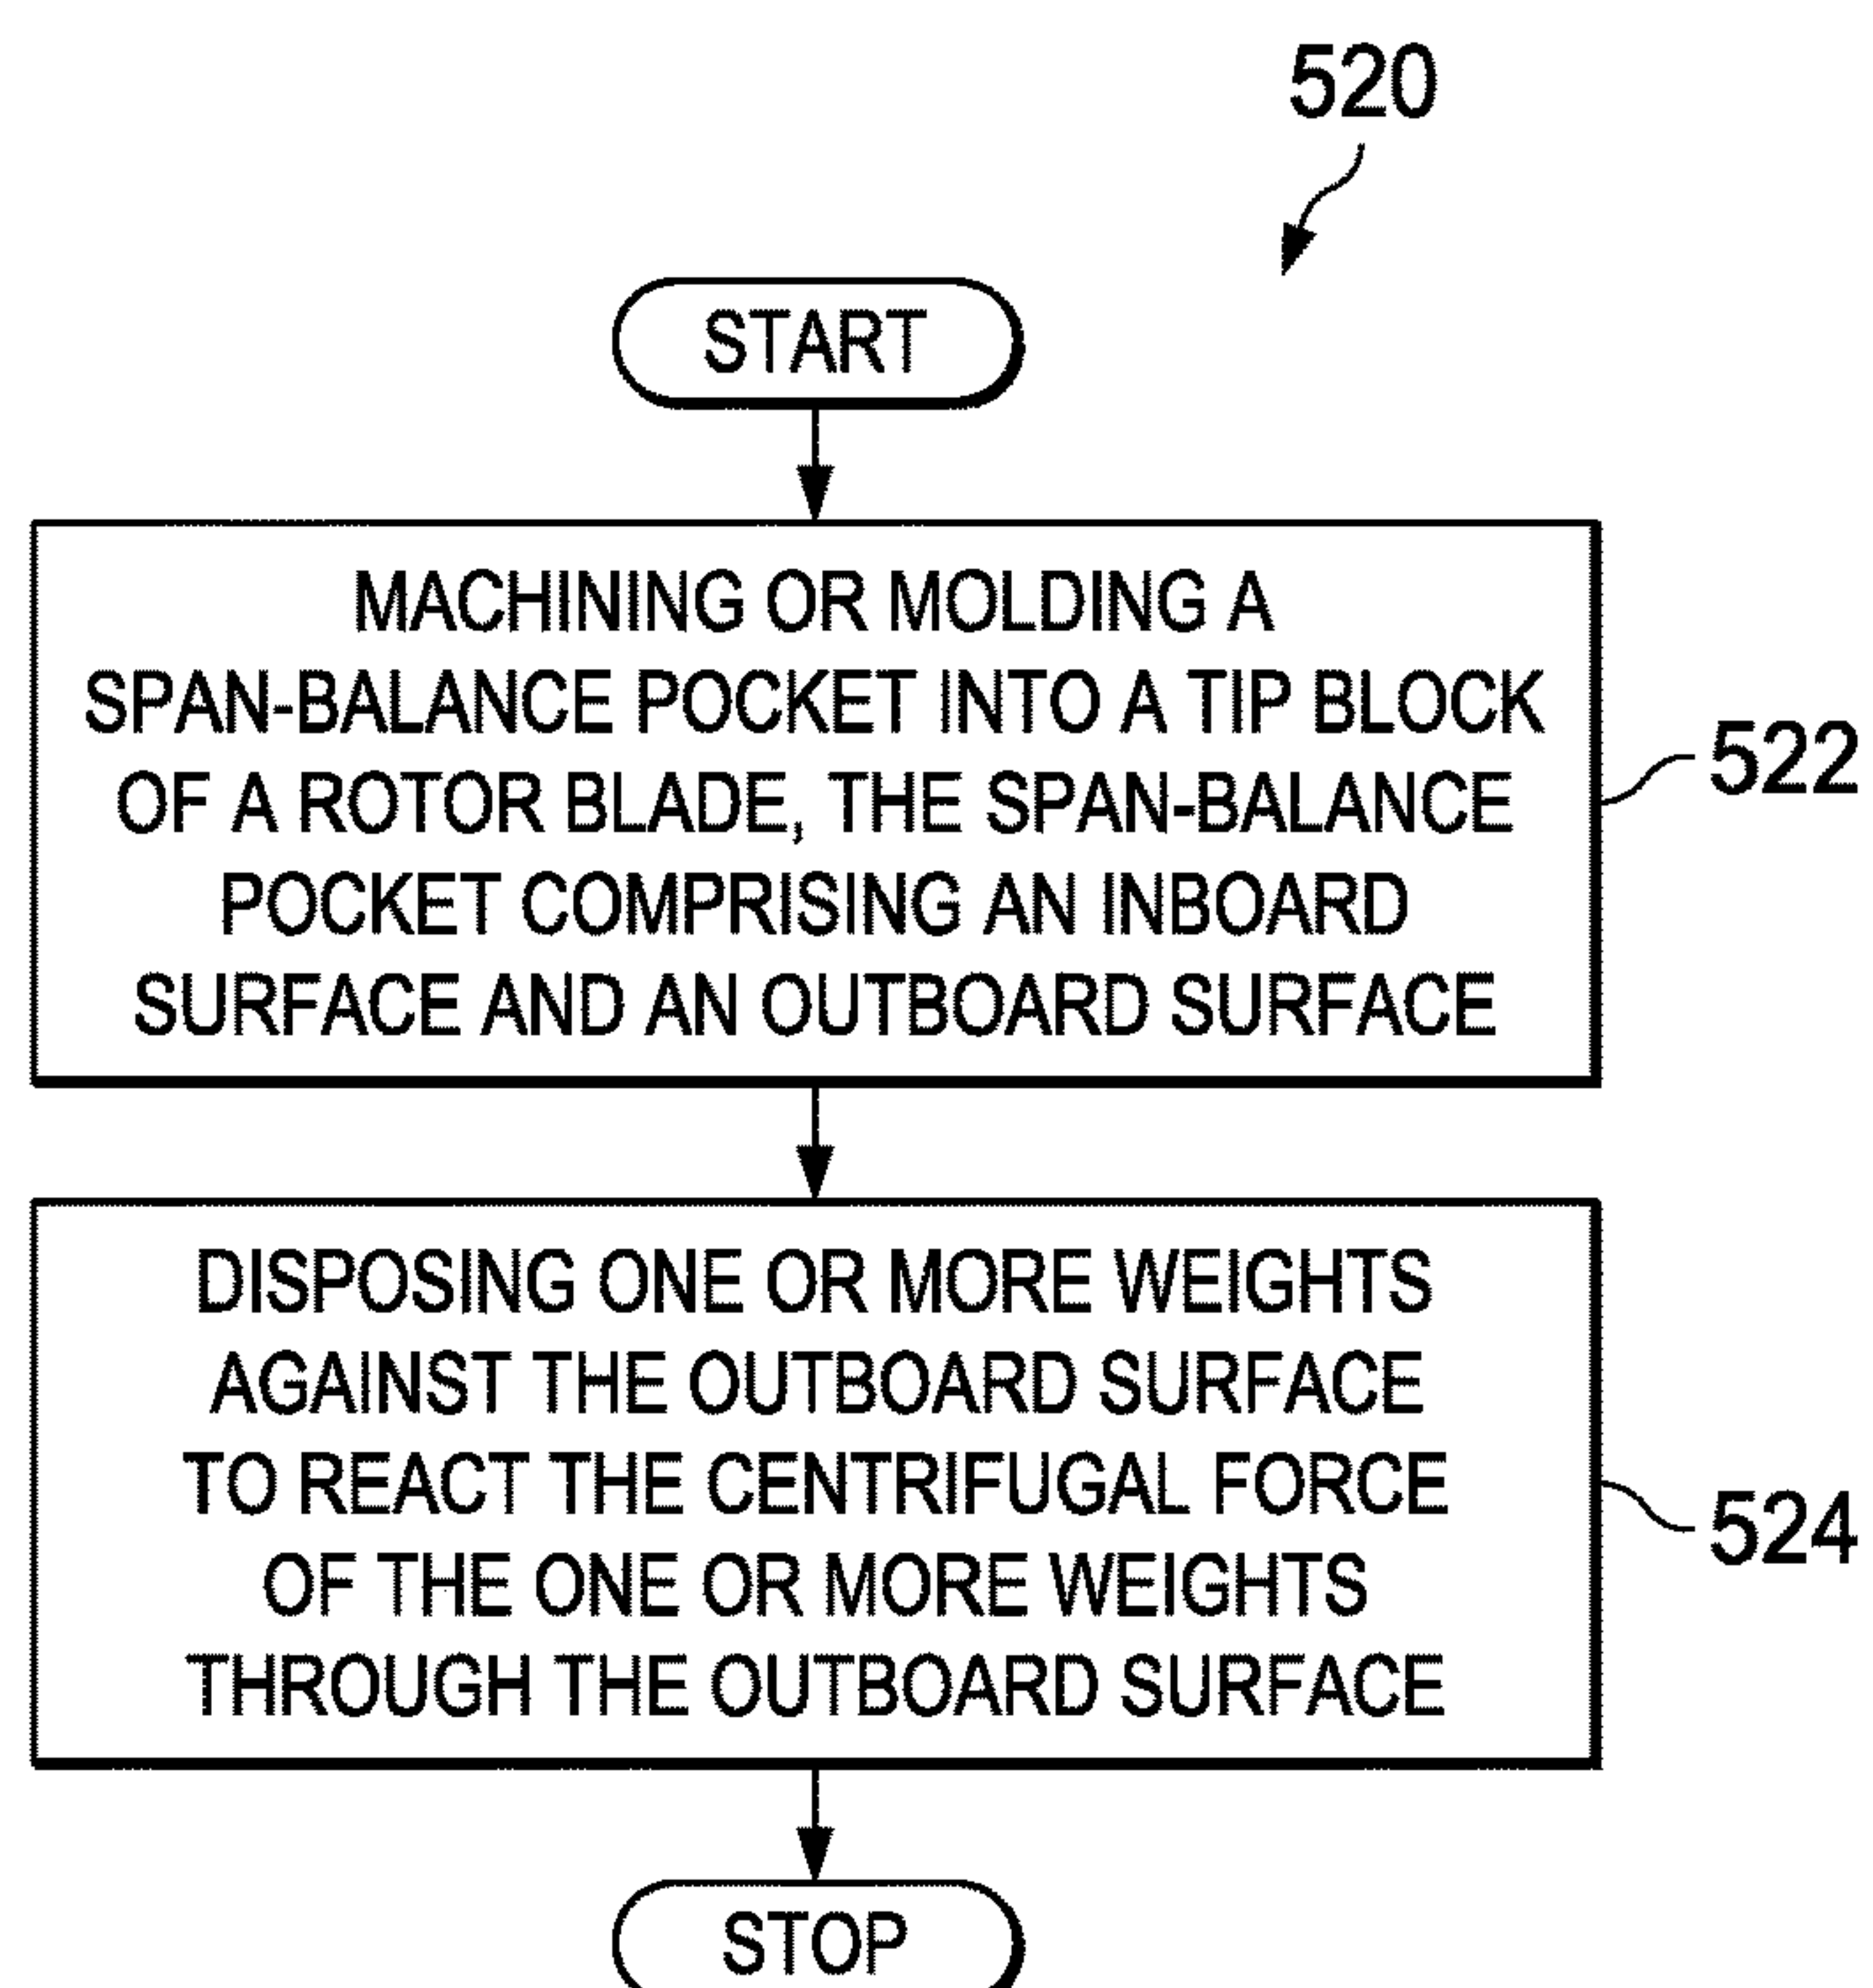 520
START
MACHINING OR MOLDING A
SPAN-BALANCE POCKET INTO A TIP BLOCK
OF A ROTOR BLADE, THE SPAN-BALANCE
POCKET COMPRISING AN INBOARD
SURFACE AND AN OUTBOARD SURFACE
522
DISPOSING ONE OR MORE WEIGHTS
AGAINST THE OUTBOARD SURFACE
TO REACT THE CENTRIFUGAL FORCE
OF THE ONE OR MORE WEIGHTS
THROUGH THE OUTBOARD SURFACE
524
STOP